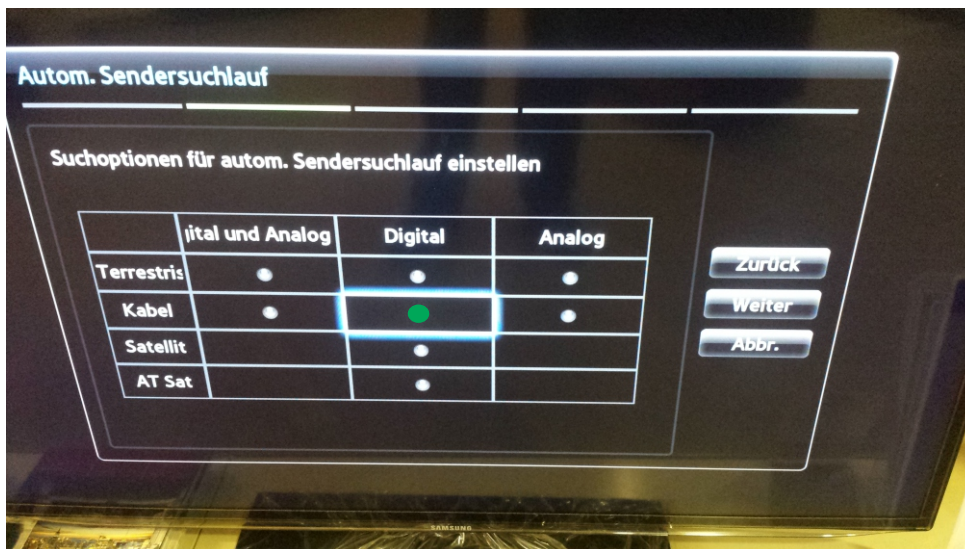 Autom. Sendersuchlauf
Suchoptionen für autom. Sendersuchlauf einstellen
jital und Analog Digital Analog
Terrestris
Kabel
Satellit
AT Sat
Zurück
Weiter
Abbr.
SAMSUNG